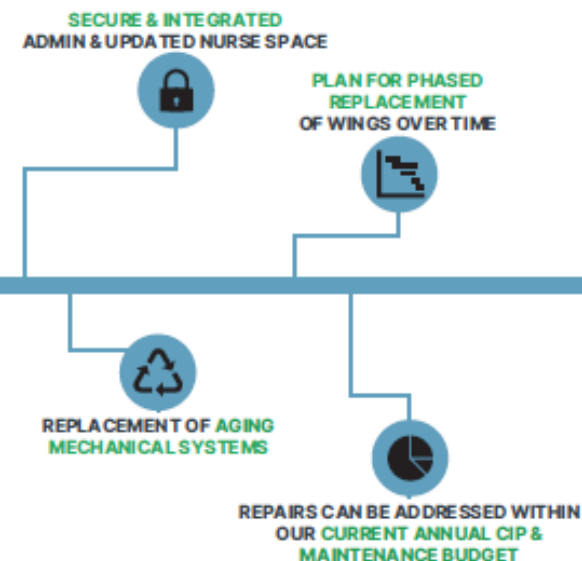 SECURE & INTEGRATED
ADMIN & UPDATED NURSE SPACE
PLAN FOR PHASED
REPLACEMENT
OF WINGS OVER TIME
REPLACEMENT OF AGING
MECHANICAL SYSTEMS
REPAIRS CAN BE ADDRESSED WITHIN
OUR CURRENT ANNUAL CIP &
MAINTENANCE BUDGET